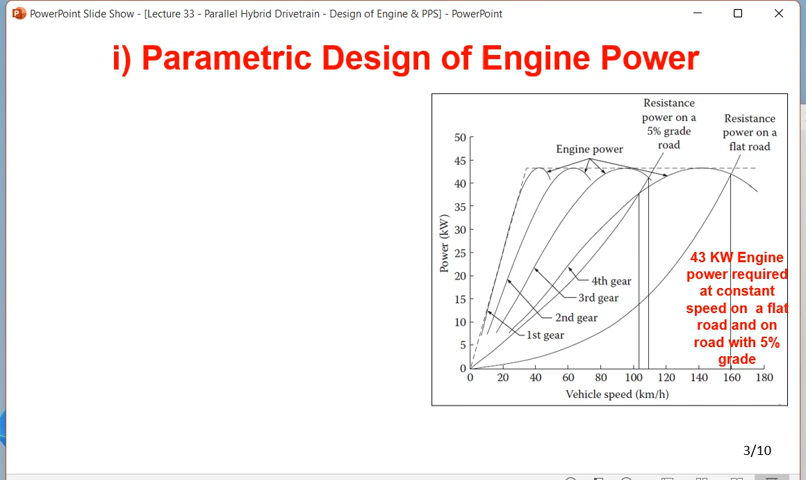 PowerPoint Slide Show - [Lecture 33 - Parallel Hybrid Drivetrain - Design of Engine & PPS] - PowerPoint
i) Parametric Design of Engine Power
Resistance
power on a
5% grade
road
Resistance
power on a
flat road
Engine power
50
45
40
35
30
25
20
15
10
5
0
Power (kW)
4th gear
3rd gear
2nd gear
1st gear
43 KW Engine
power required
at constant
speed on a flat
road and on
road with 5%
grade
0 20 40 60 80 100 120 140 160 180
Vehicle speed (km/h)
3/10